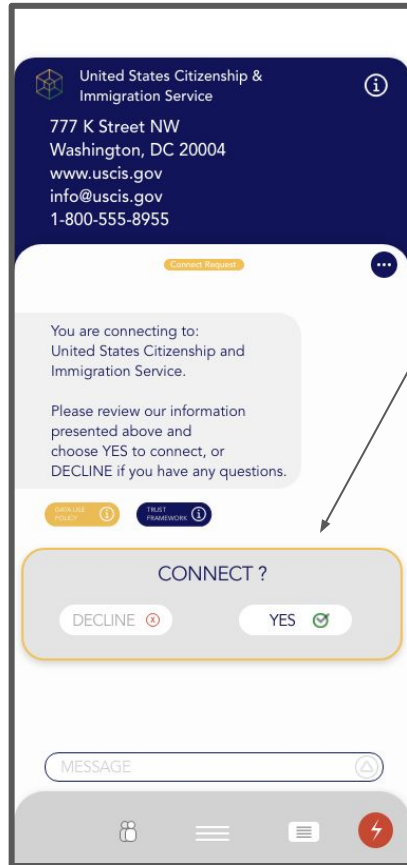 United States Citizenship &
Immigration Service
777 K Street NW
Washington, DC 20004
www.uscis.gov
info@uscis.gov
1-800-555-8955
Connect Request
You are connecting to:
United States Citizenship and
Immigration Service.
Please review our information
presented above and
choose YES to connect, or
DECLINE if you have any questions.
DATA USE
POLICY
TRUST
FRAMEWORK
CONNECT ?
DECLINE
YES
MESSAGE